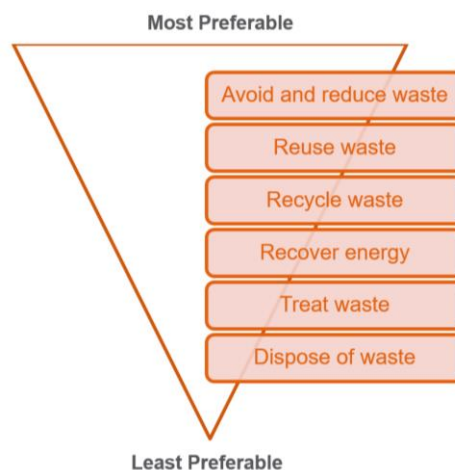 Most Preferable
Avoid and reduce waste
Reuse waste
Recycle waste
Recover energy
Treat waste
Dispose of waste
Least Preferable